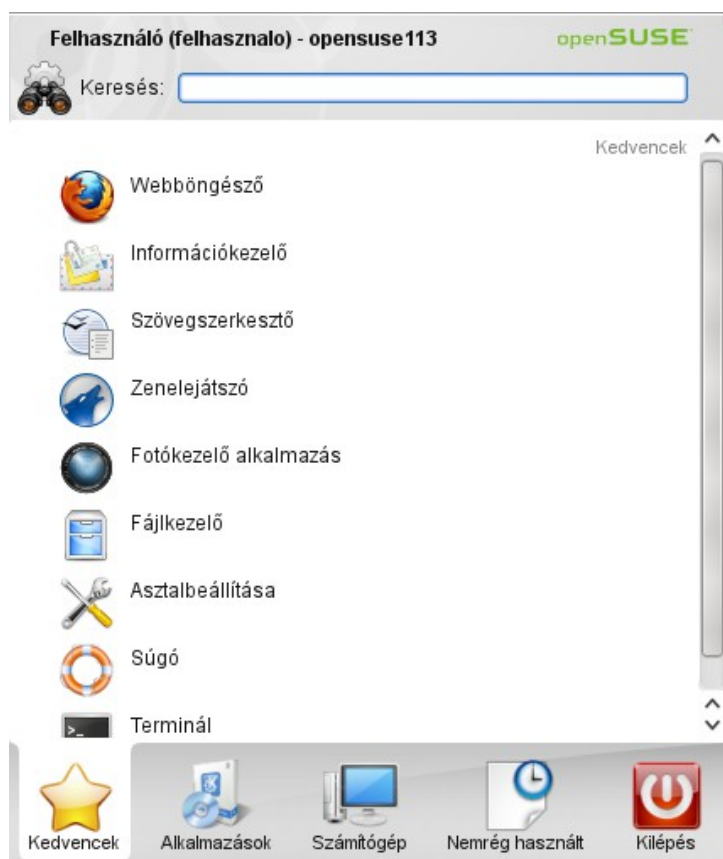 Felhasználó (felhasznalo) - opensuse113 openSUSE
Keresés:
Kedvencek
Webböngésző
Információkezelő
Szövegszerkesztő
Zenelejátszó
Fotókezelő alkalmazás
Fájlkezelő
Asztalbeállítása
Súgó
Terminál
Kedvencek Alkalmazások Számítógép Nemrég használt Kilépés